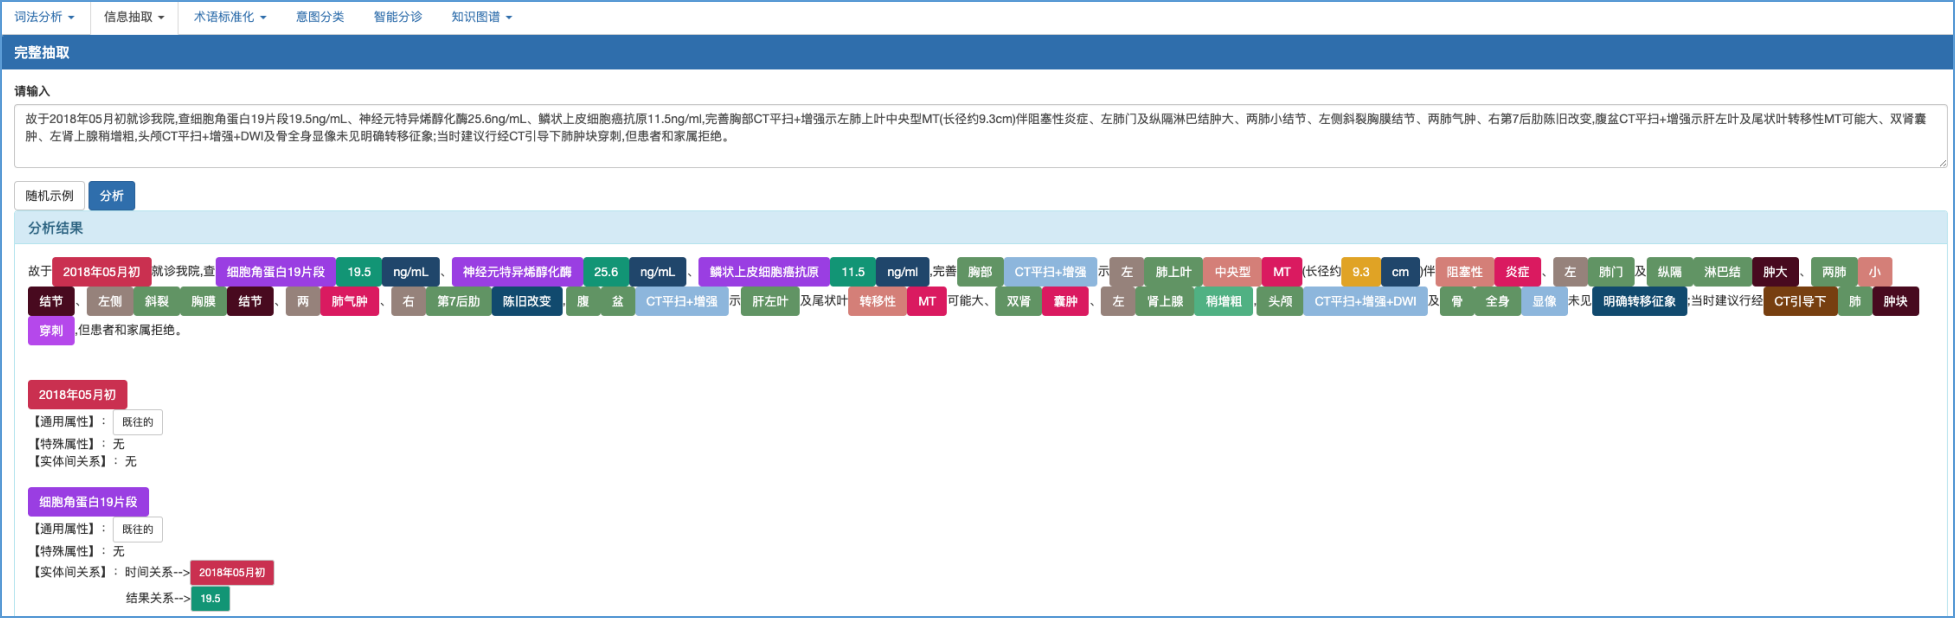 词法分析 信息抽取 术语标准化 意图分类 智能分诊 知识图谱
完整抽取
请输入
故于2018年05月初就诊我院,查细胞角蛋白19片段19.5ng/mL、神经元特异烯醇化酶25.6ng/mL、鳞状上皮细胞癌抗原11.5ng/ml,完善胸部CT平扫+增强示左肺上叶中央型MT(长径约9.3cm)伴阻塞性炎症、左肺门及纵隔淋巴结肿大、两肺小结节、左侧斜裂胸膜结节、两肺气肿、右第7后肋陈旧改变,腹盆CT平扫+增强示肝左叶及尾状叶转移性MT可能大、双肾囊
肿、左肾上腺稍增粗,头颅CT平扫+增强+DWI及骨全身显像未见明确转移征象;当时建议行经CT引导下肺肿块穿刺,但患者和家属拒绝。
随机示例 分析
分析结果
故于 2018年05月初 就诊我院,查 细胞角蛋白19片段 19.5 ng/mL 、 神经元特异烯醇化酶 25.6 ng/mL 、 鳞状上皮细胞癌抗原 11.5 ng/ml ,完善 胸部 CT平扫+增强 示 左 肺上叶 中央型 MT (长径约 9.3 cm )伴 阻塞性 炎症 、 左 肺门 及 纵隔 淋巴结 肿大 、 两肺 小
结节 、 左侧 斜裂 胸膜 结节 、 两 肺气肿 、 右 第7后肋 陈旧改变 , 腹 盆 CT平扫+增强 示 肝左叶 及尾状叶 转移性 MT 可能大、 双肾 囊肿 、 左 肾上腺 稍增粗 , 头颅 CT平扫+增强+DWI 及 骨 全身 显像 未见 明确转移征象 ;当时建议行经 CT引导下 肺 肿块
穿刺 ,但患者和家属拒绝。
2018年05月初
【通用属性】: 既往的
【特殊属性】: 无
【实体间关系】: 无
细胞角蛋白19片段
【通用属性】: 既往的
【特殊属性】: 无
【实体间关系】: 时间关系--> 2018年05月初
结果关系--> 19.5